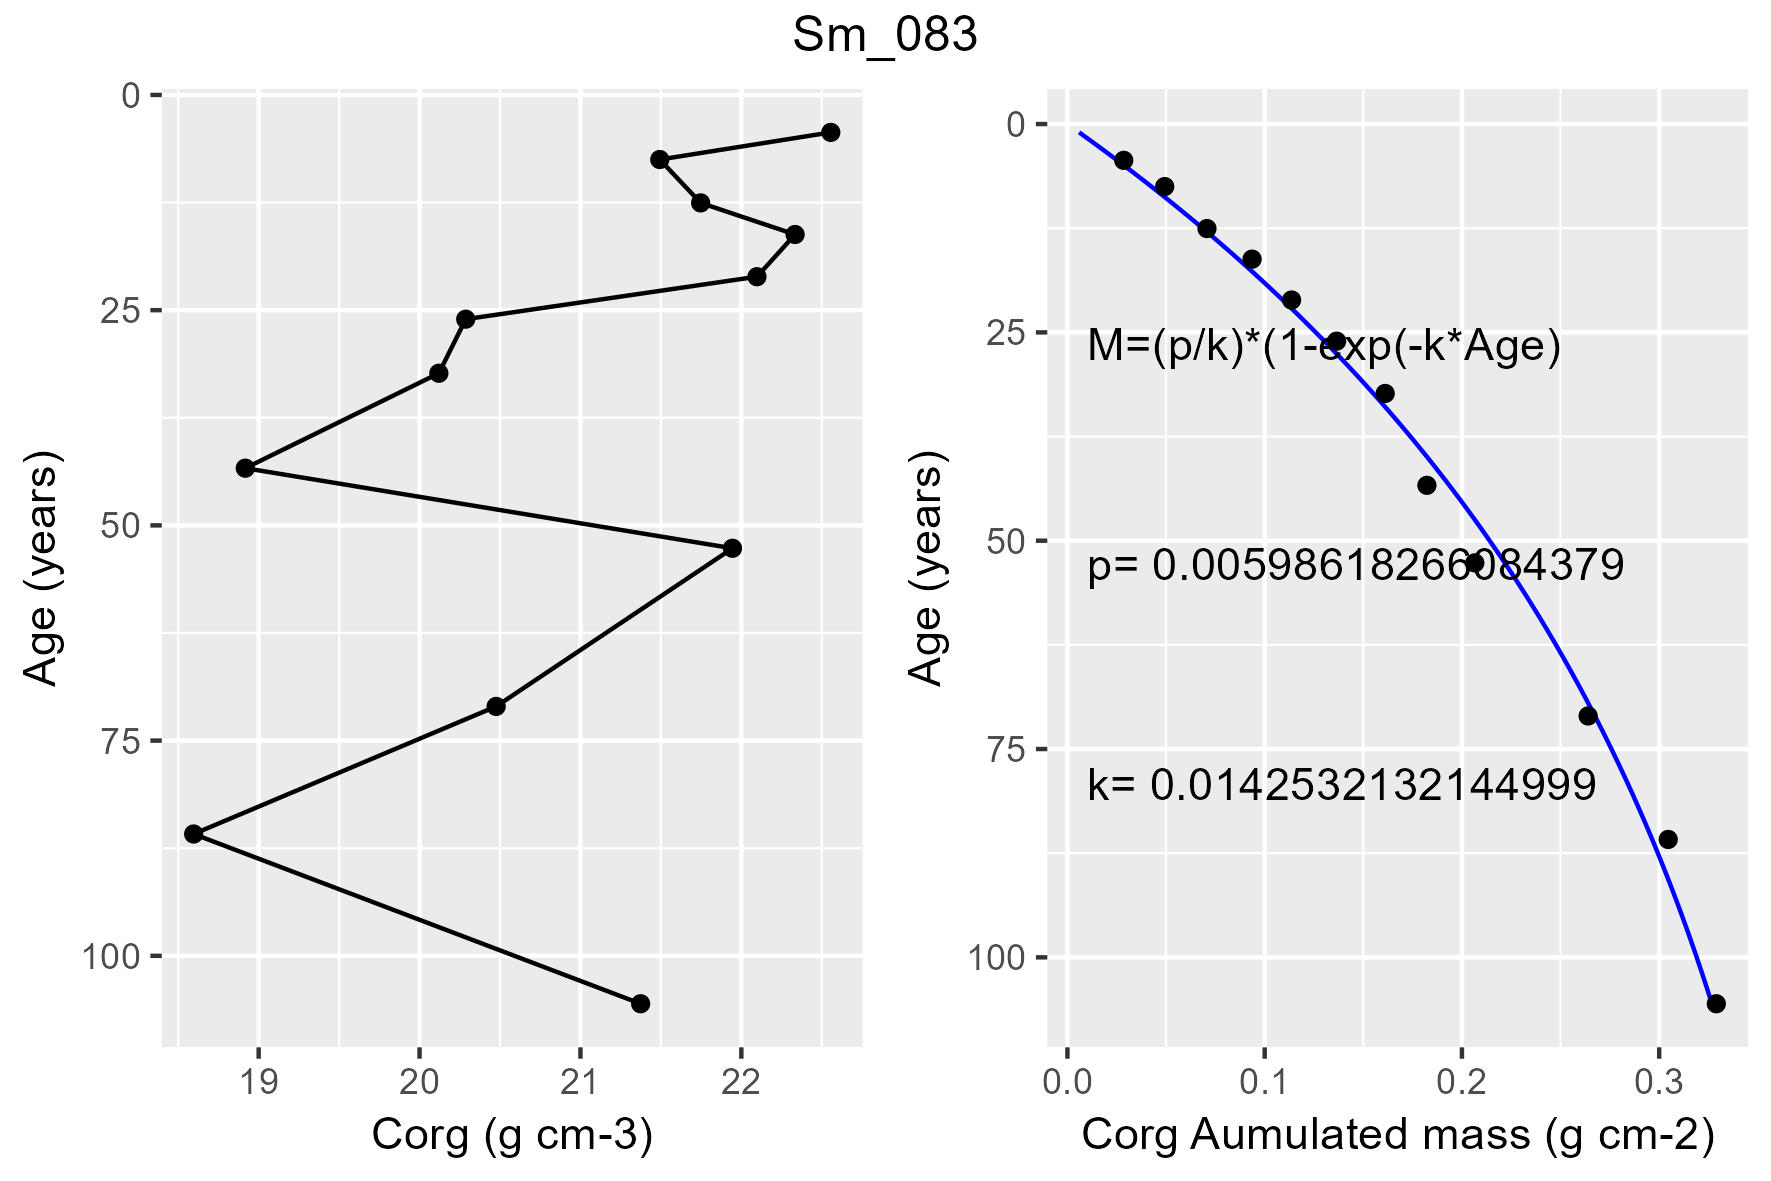 Sm_083
0
25
50
75
100
Age (years)
19
20
21
22
Corg (g cm-3)
0
25
50
75
100
Age (years)
M=(p/k)*(1-exp(-k*Age)
p= 0.00598618266084379
k= 0.0142532132144999
0.0
0.1
0.2
0.3
Corg Aumulated mass (g cm-2)